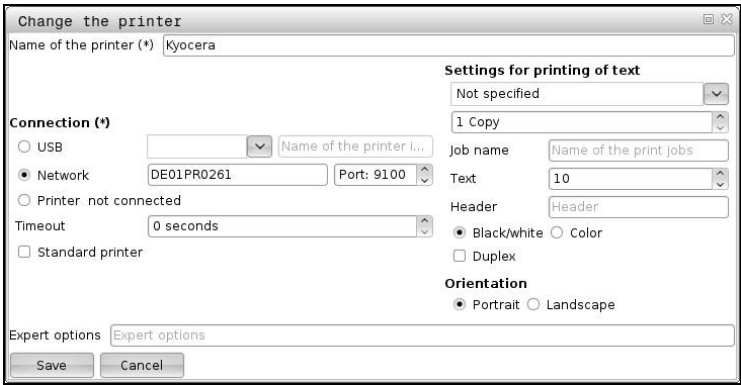 Change the printer
Name of the printer (*) Kyocera
Settings for printing of text
Not specified
Connection (*)
1 Copy
USB Name of the printer i...
Job name Name of the print jobs
Network DE01PR0261 Port: 9100
Text 10
Printer not connected
Header Header
Timeout 0 seconds
Black/white Color
Standard printer
Duplex
Orientation
Portrait Landscape
Expert options Expert options
Save Cancel